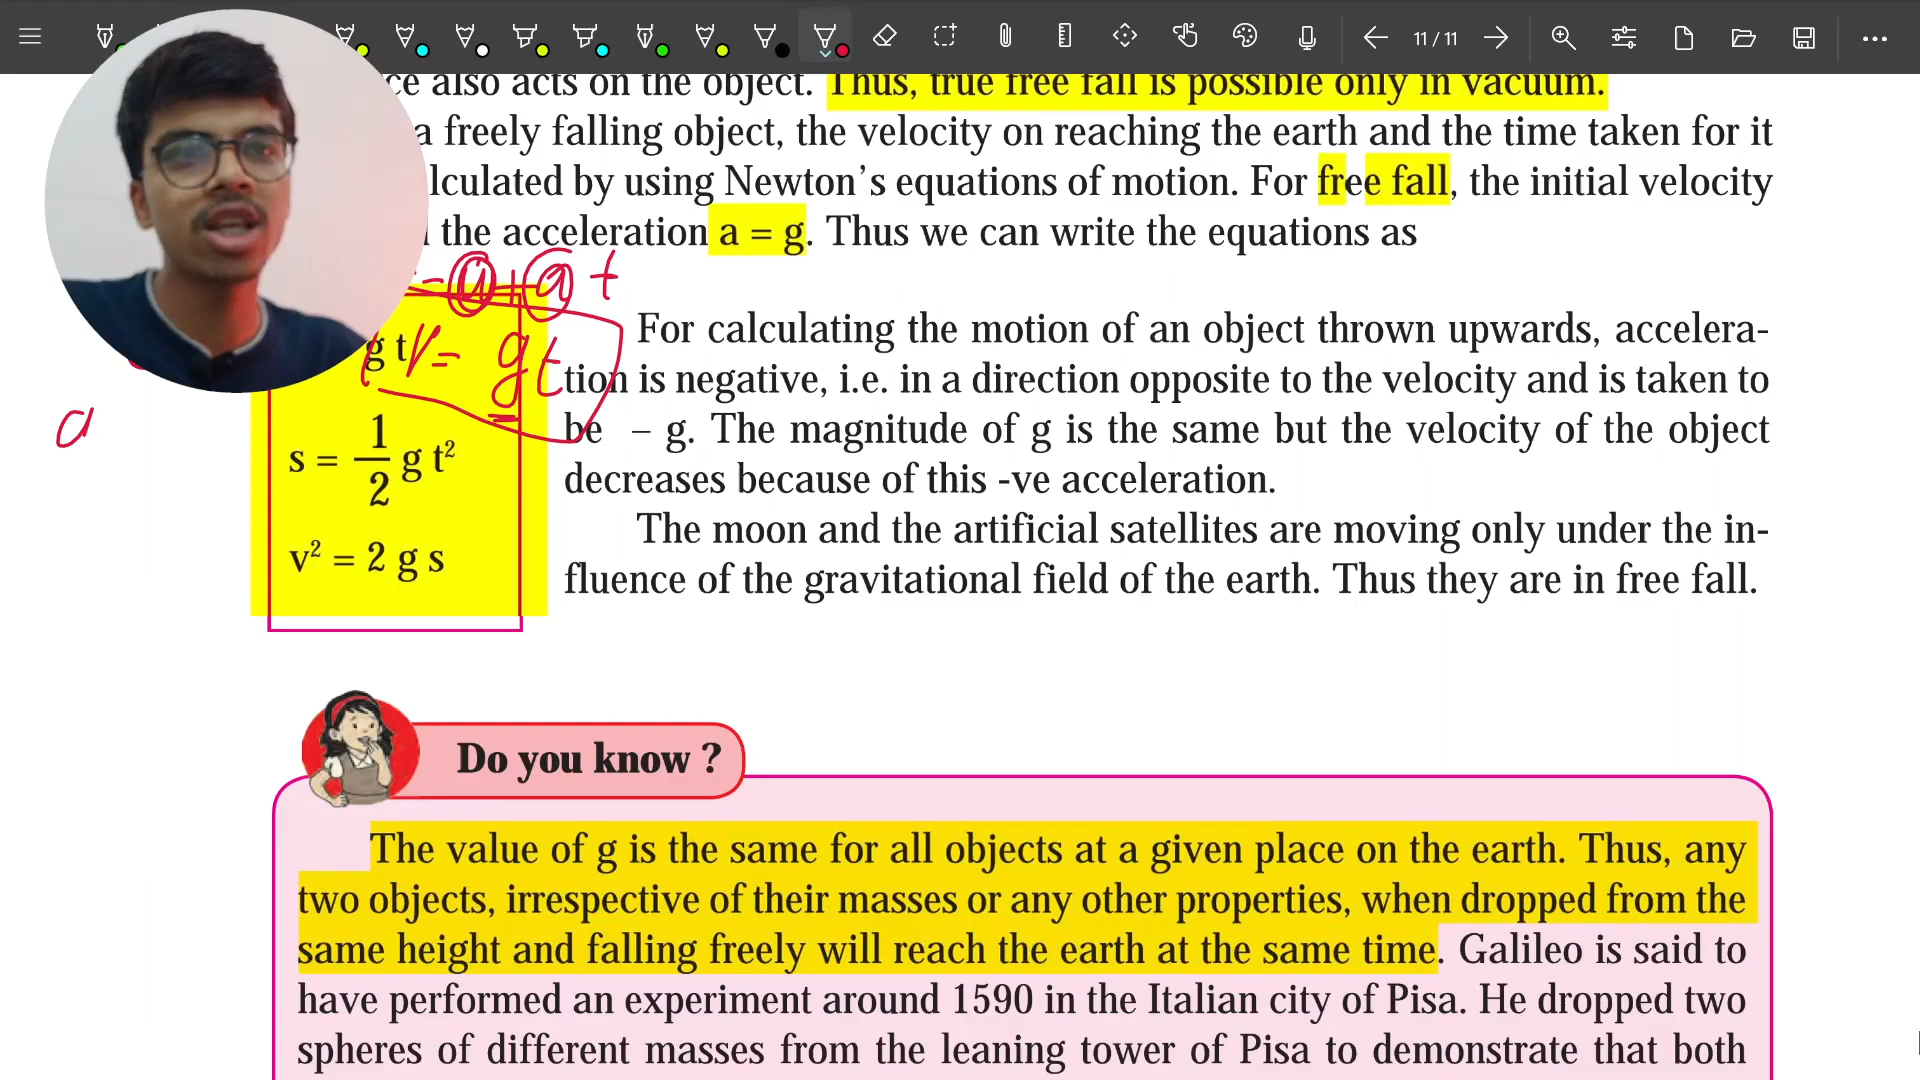 11 / 11
ce also acts on the object. Thus, true free fall is possible only in vacuum.
a freely falling object, the velocity on reaching the earth and the time taken for it
lculated by using Newton's equations of motion. For free fall, the initial velocity
the acceleration a = g. Thus we can write the equations as
u + a t
g t
v = g t
a
s = 1/2 g t²
v² = 2 g s
For calculating the motion of an object thrown upwards, accelera-
tion is negative, i.e. in a direction opposite to the velocity and is taken to
be – g. The magnitude of g is the same but the velocity of the object
decreases because of this -ve acceleration.
The moon and the artificial satellites are moving only under the in-
fluence of the gravitational field of the earth. Thus they are in free fall.
Do you know ?
The value of g is the same for all objects at a given place on the earth. Thus, any
two objects, irrespective of their masses or any other properties, when dropped from the
same height and falling freely will reach the earth at the same time. Galileo is said to
have performed an experiment around 1590 in the Italian city of Pisa. He dropped two
spheres of different masses from the leaning tower of Pisa to demonstrate that both